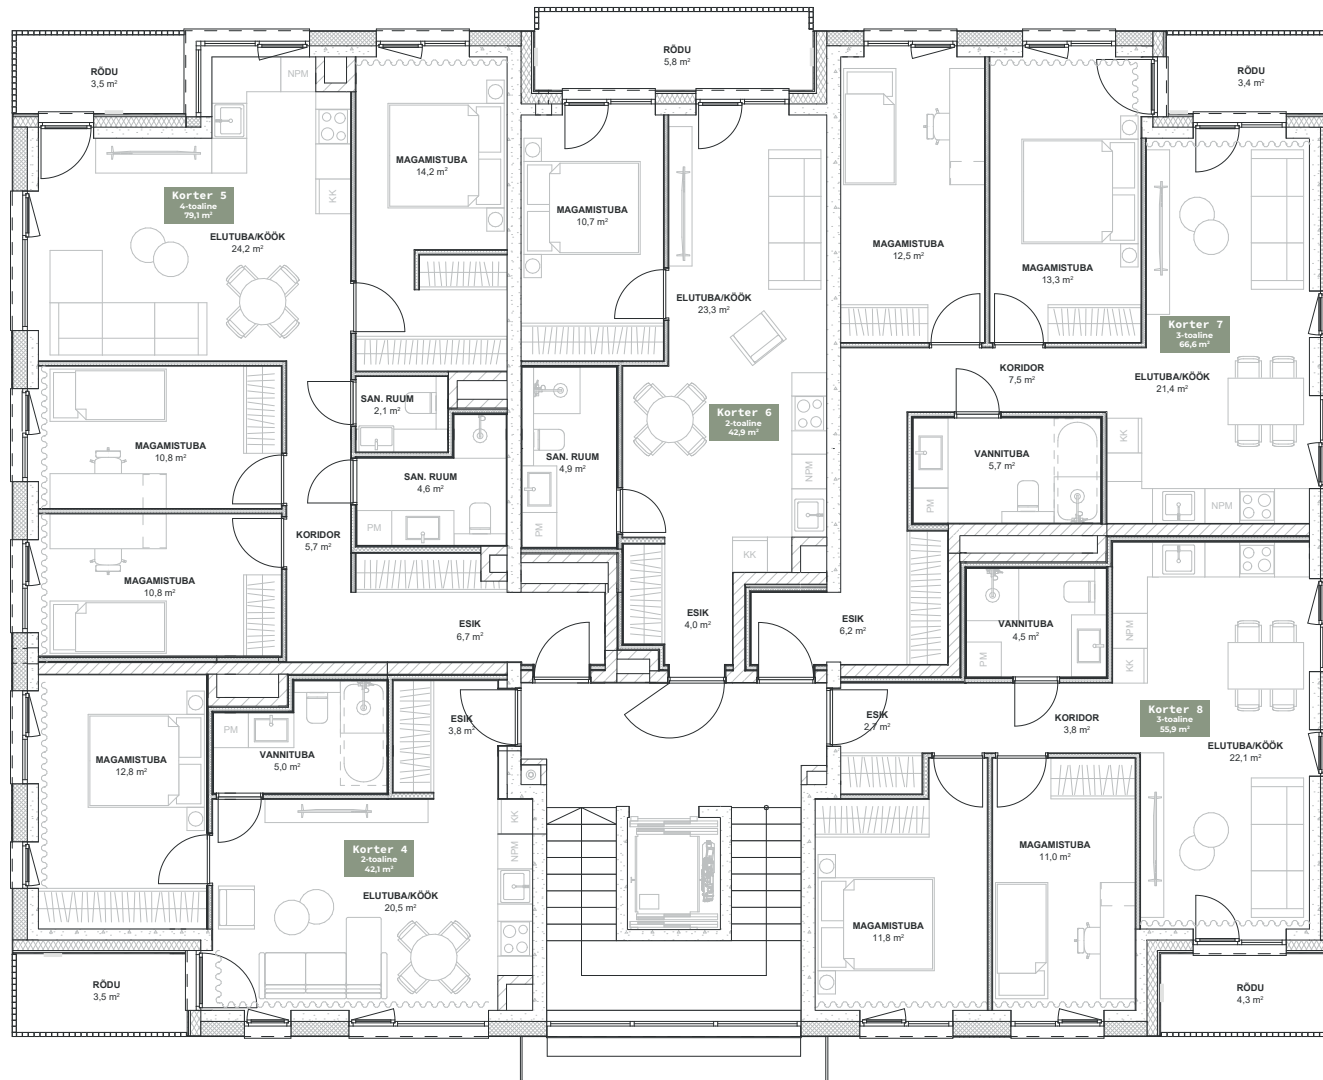 RÕDU
3,5 m²
NPM
KK
Korter 5
4-toaline
79,1 m²
ELUTUBA/KÖÖK
24,2 m²
MAGAMISTUBA
14,2 m²
MAGAMISTUBA
10,8 m²
MAGAMISTUBA
10,8 m²
SAN. RUUM
2,1 m²
SAN. RUUM
4,6 m²
PM
KORIDOR
5,7 m²
ESIK
6,7 m²
RÕDU
5,8 m²
MAGAMISTUBA
10,7 m²
ELUTUBA/KÖÖK
23,3 m²
Korter 6
2-toaline
42,9 m²
SAN. RUUM
4,9 m²
PM
NPM
KK
ESIK
4,0 m²
RÕDU
3,4 m²
MAGAMISTUBA
12,5 m²
MAGAMISTUBA
13,3 m²
Korter 7
3-toaline
66,6 m²
KORIDOR
7,5 m²
ELUTUBA/KÖÖK
21,4 m²
VANNITUBA
5,7 m²
PM
KK
NPM
ESIK
6,2 m²
VANNITUBA
4,5 m²
PM
NPM
KK
Korter 8
3-toaline
55,9 m²
ESIK
2,7 m²
KORIDOR
3,8 m²
ELUTUBA/KÖÖK
22,1 m²
MAGAMISTUBA
11,8 m²
MAGAMISTUBA
11,0 m²
RÕDU
4,3 m²
MAGAMISTUBA
12,8 m²
PM
VANNITUBA
5,0 m²
ESIK
3,8 m²
Korter 4
2-toaline
42,1 m²
ELUTUBA/KÖÖK
20,5 m²
KK
NPM
RÕDU
3,5 m²